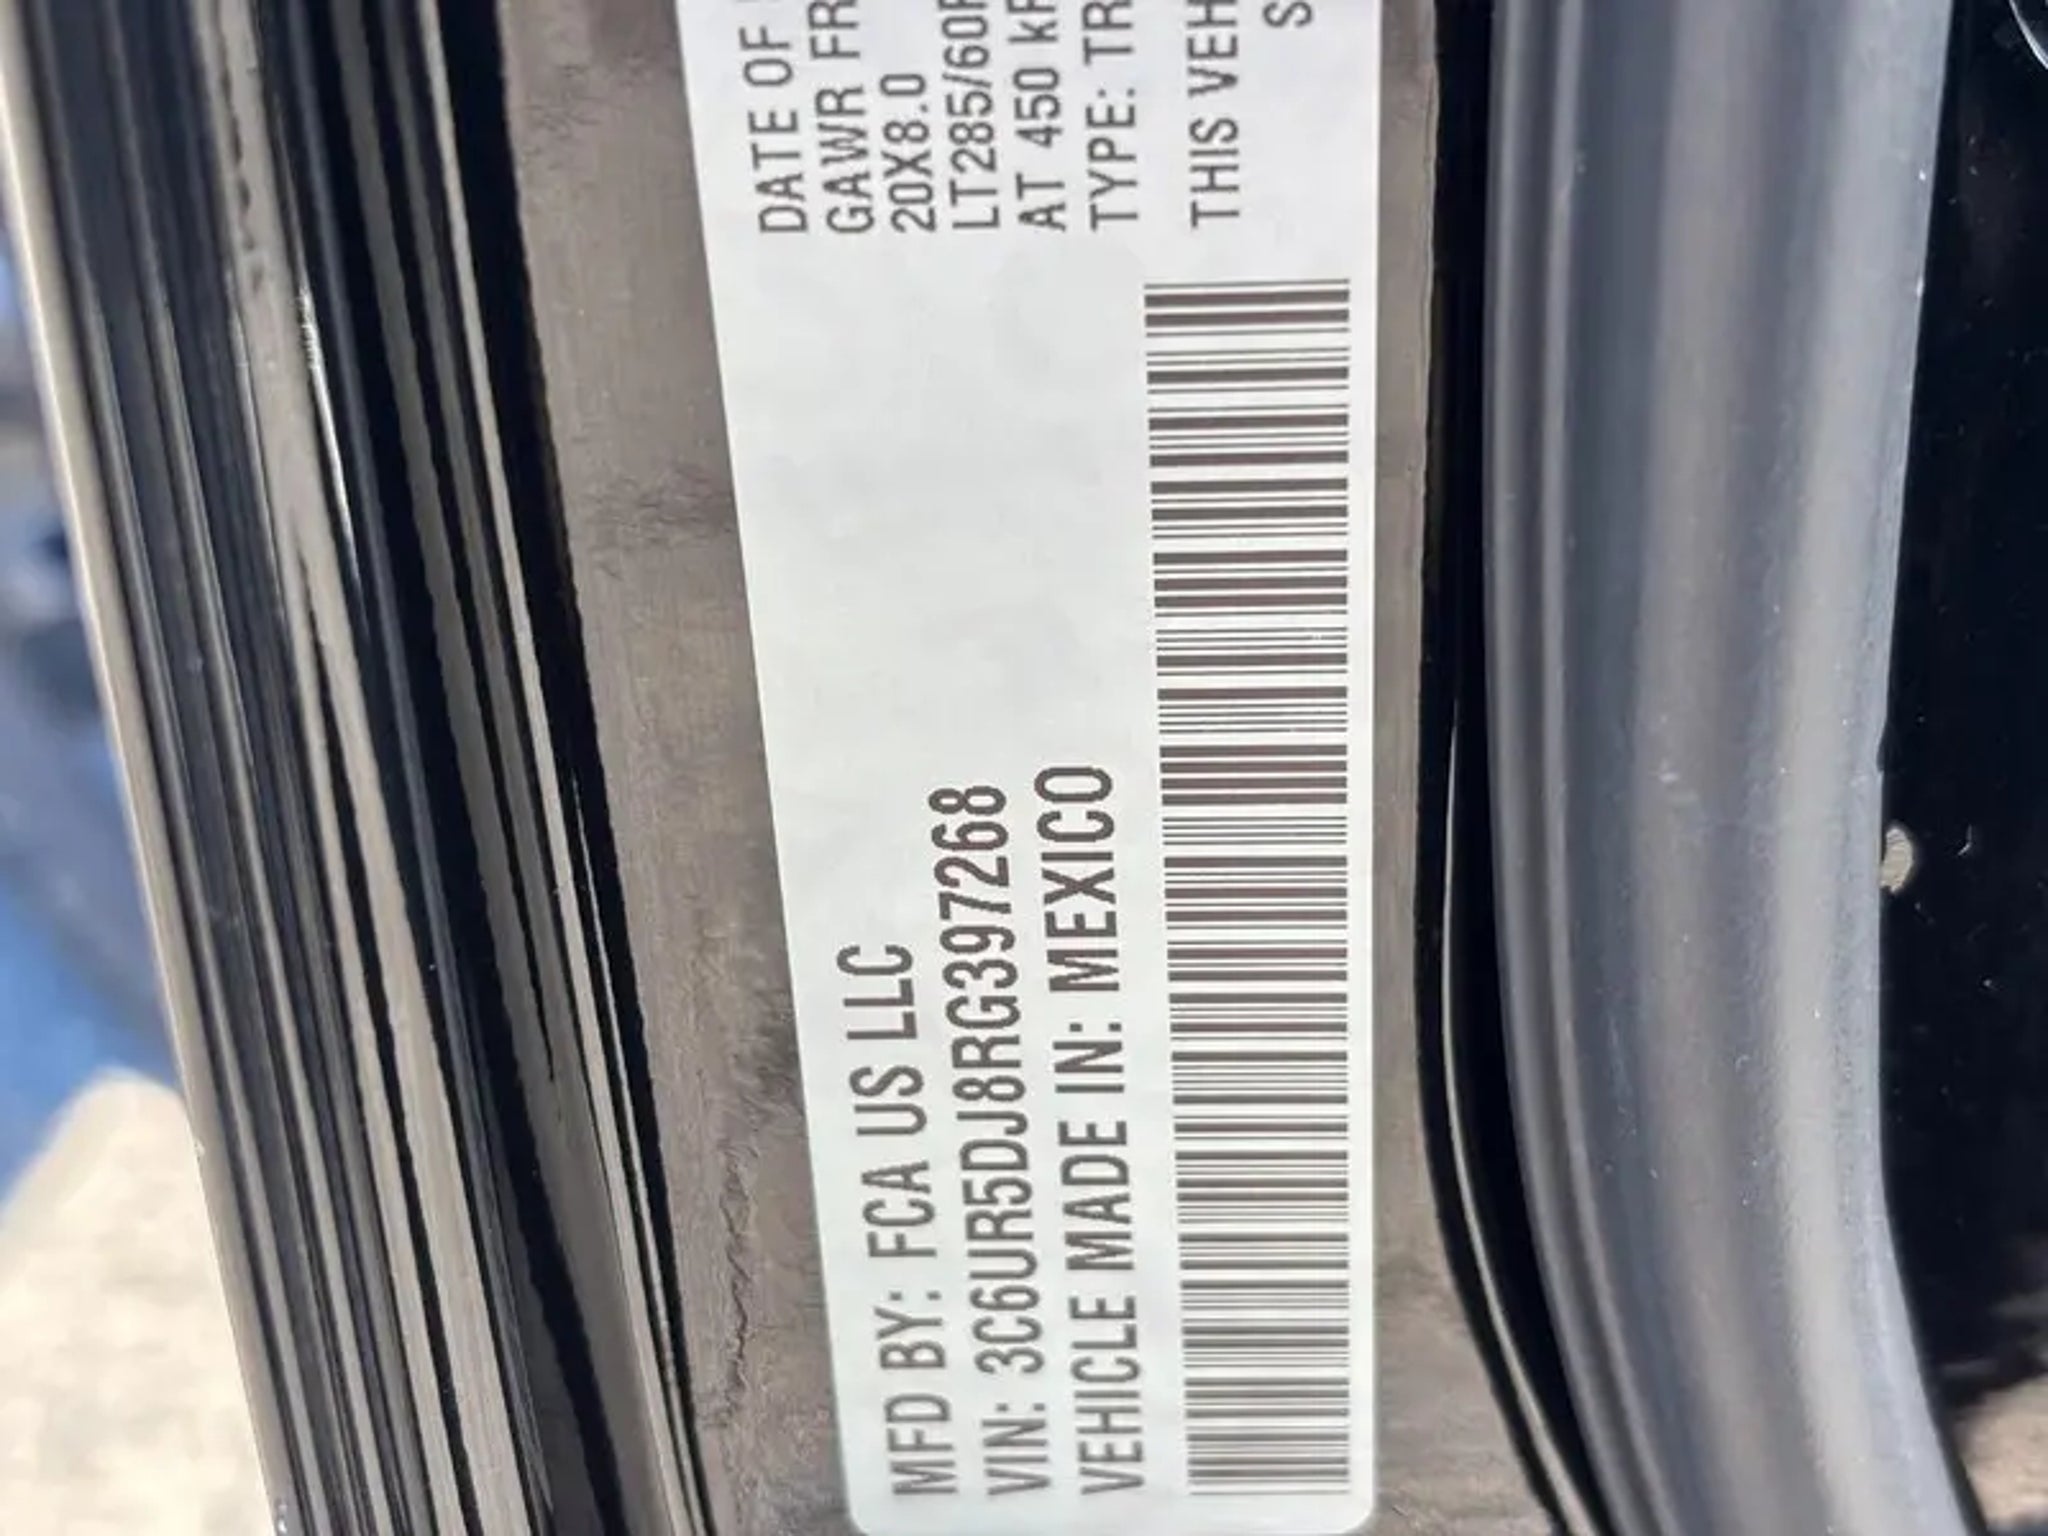 MFD BY: FCA US LLC
VIN: 3C6UR5DJ8RG397268
VEHICLE MADE IN: MEXICO
DATE OF
GAWR FR
20X8.0
LT285/60R
AT 450 kP
TYPE: TR
THIS VEH
S